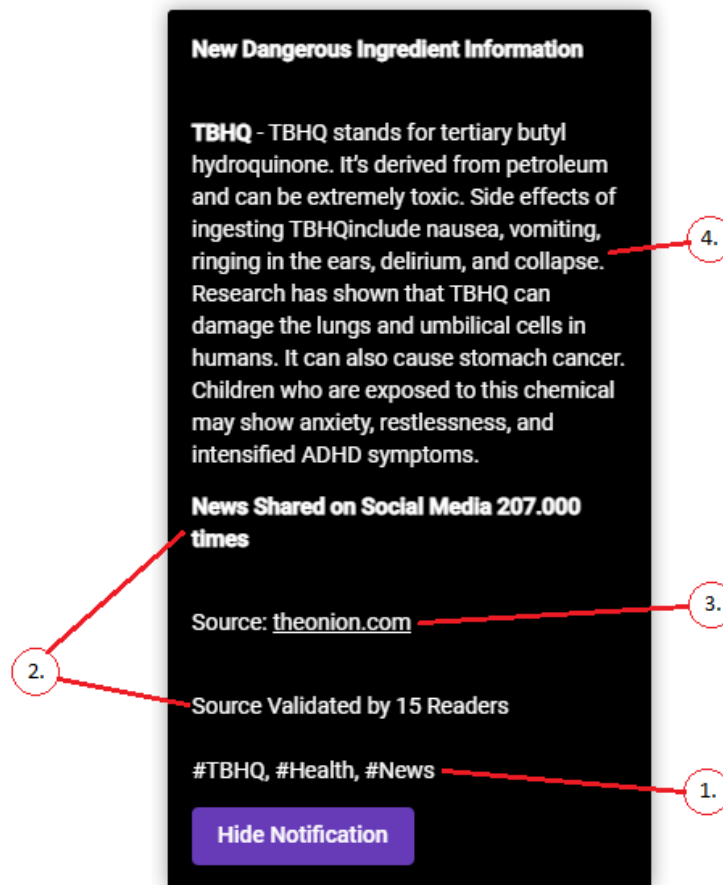 New Dangerous Ingredient Information
TBHQ - TBHQ stands for tertiary butyl
hydroquinone. It’s derived from petroleum
and can be extremely toxic. Side effects of
ingesting TBHQinclude nausea, vomiting,
ringing in the ears, delirium, and collapse.
4.
Research has shown that TBHQ can
damage the lungs and umbilical cells in
humans. It can also cause stomach cancer.
Children who are exposed to this chemical
may show anxiety, restlessness, and
intensified ADHD symptoms.
News Shared on Social Media 207.000
times
Source: theonion.com
3.
2.
Source Validated by 15 Readers
#TBHQ, #Health, #News
1.
Hide Notification